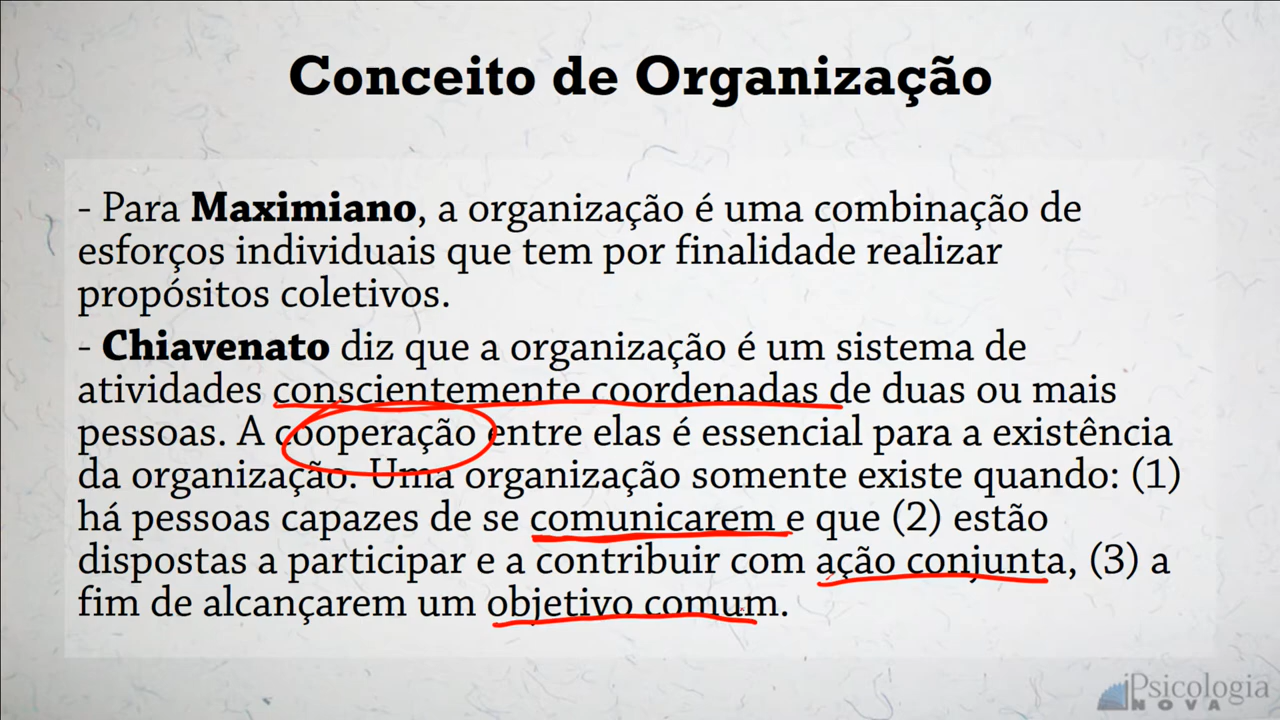 Conceito de Organização
- Para Maximiano, a organização é uma combinação de
esforços individuais que tem por finalidade realizar
propósitos coletivos.
- Chiavenato diz que a organização é um sistema de
atividades conscientemente coordenadas de duas ou mais
pessoas. A cooperação entre elas é essencial para a existência
da organização. Uma organização somente existe quando: (1)
há pessoas capazes de se comunicarem e que (2) estão
dispostas a participar e a contribuir com ação conjunta, (3) a
fim de alcançarem um objetivo comum.
Psicologia
NOVA